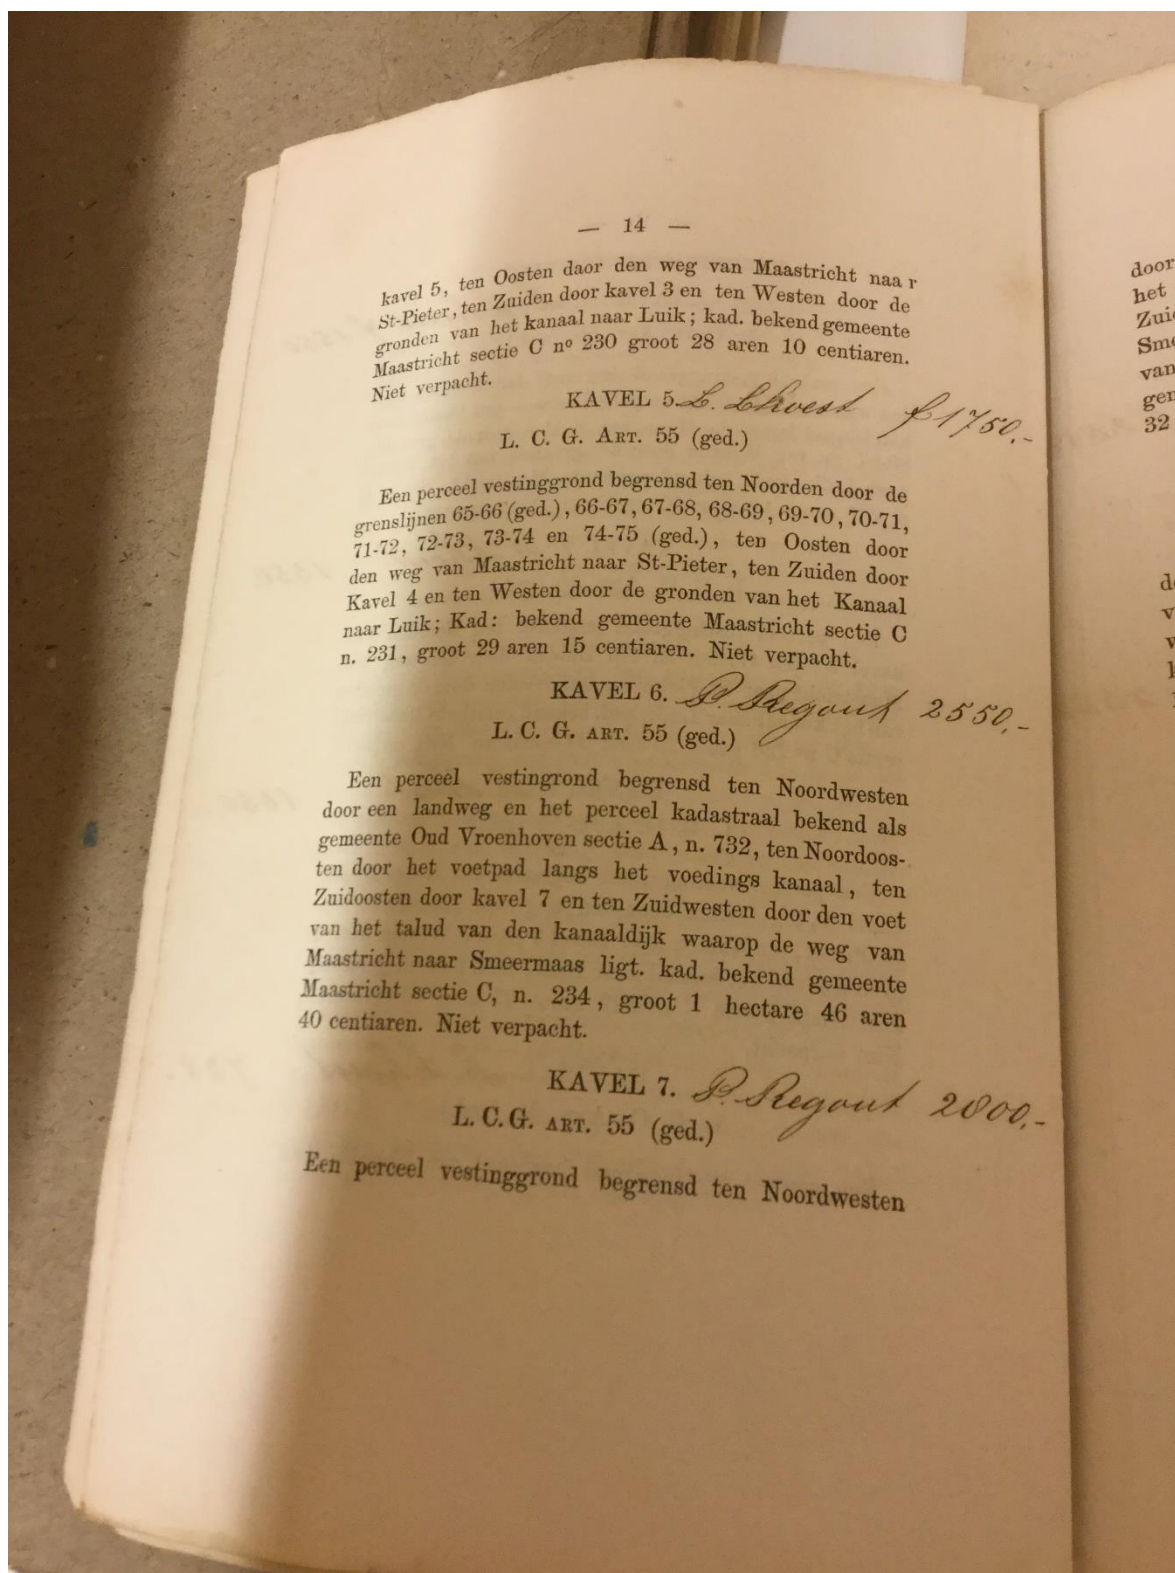 — 14 —
kavel 5, ten Oosten daor den weg van Maastricht naa r
St-Pieter, ten Zuiden door kavel 3 en ten Westen door de
gronden van het kanaal naar Luik; kad. bekend gemeente
Maastricht sectie C nº 230 groot 28 aren 10 centiaren.
Niet verpacht.
KAVEL 5. L. Lhoest f 1750,-
L. C. G. ART. 55 (ged.)
Een perceel vestinggrond begrensd ten Noorden door de
grenslijnen 65-66 (ged.), 66-67, 67-68, 68-69, 69-70, 70-71,
71-72, 72-73, 73-74 en 74-75 (ged.), ten Oosten door
den weg van Maastricht naar St-Pieter, ten Zuiden door
Kavel 4 en ten Westen door de gronden van het Kanaal
naar Luik; Kad: bekend gemeente Maastricht sectie C
n. 231, groot 29 aren 15 centiaren. Niet verpacht.
KAVEL 6. P. Regout 2550,-
L. C. G. ART. 55 (ged.)
Een perceel vestingrond begrensd ten Noordwesten
door een landweg en het perceel kadastraal bekend als
gemeente Oud Vroenhoven sectie A, n. 732, ten Noordoos-
ten door het voetpad langs het voedings kanaal, ten
Zuidoosten door kavel 7 en ten Zuidwesten door den voet
van het talud van den kanaaldijk waarop de weg van
Maastricht naar Smeermaas ligt. kad. bekend gemeente
Maastricht sectie C, n. 234, groot 1 hectare 46 aren
40 centiaren. Niet verpacht.
KAVEL 7. P. Regout 2000,-
L. C. G. ART. 55 (ged.)
Een perceel vestinggrond begrensd ten Noordwesten
door
het
van
32